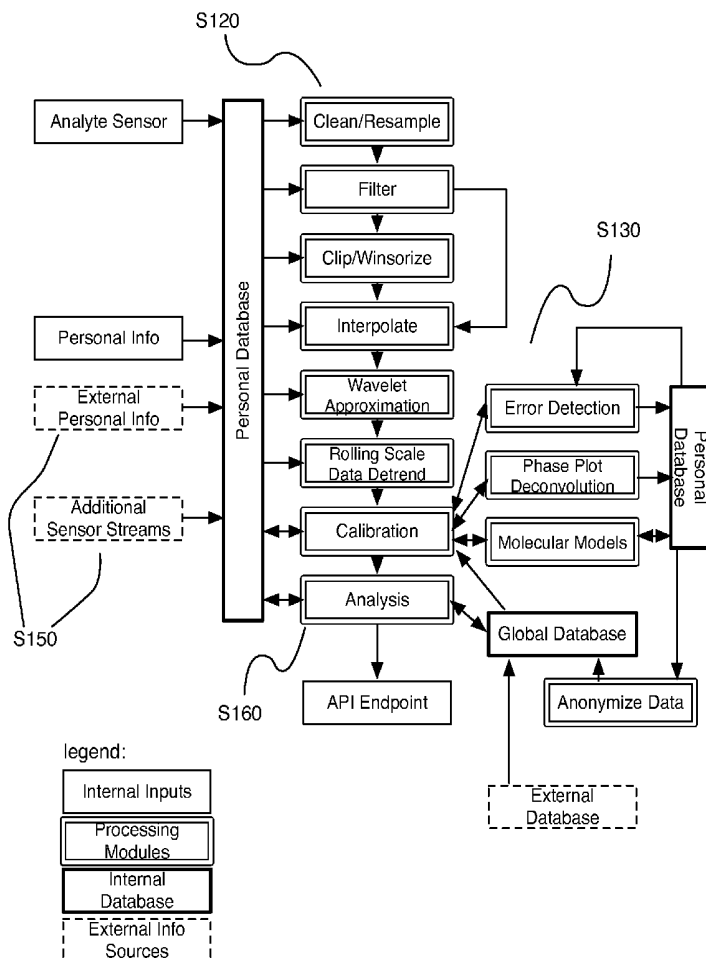 S120
Analyte Sensor
Personal Database
Clean/Resample
Filter
Clip/Winsorize
S130
Personal Info
Interpolate
External
Personal Info
Wavelet
Approximation
Error Detection
Personal
Database
Rolling Scale
Data Detrend
Phase Plot
Deconvolution
Additional
Sensor Streams
Calibration
Molecular Models
S150
Analysis
Global Database
S160
API Endpoint
Anonymize Data
legend:
Internal Inputs
External
Database
Processing
Modules
Internal
Database
External Info
Sources